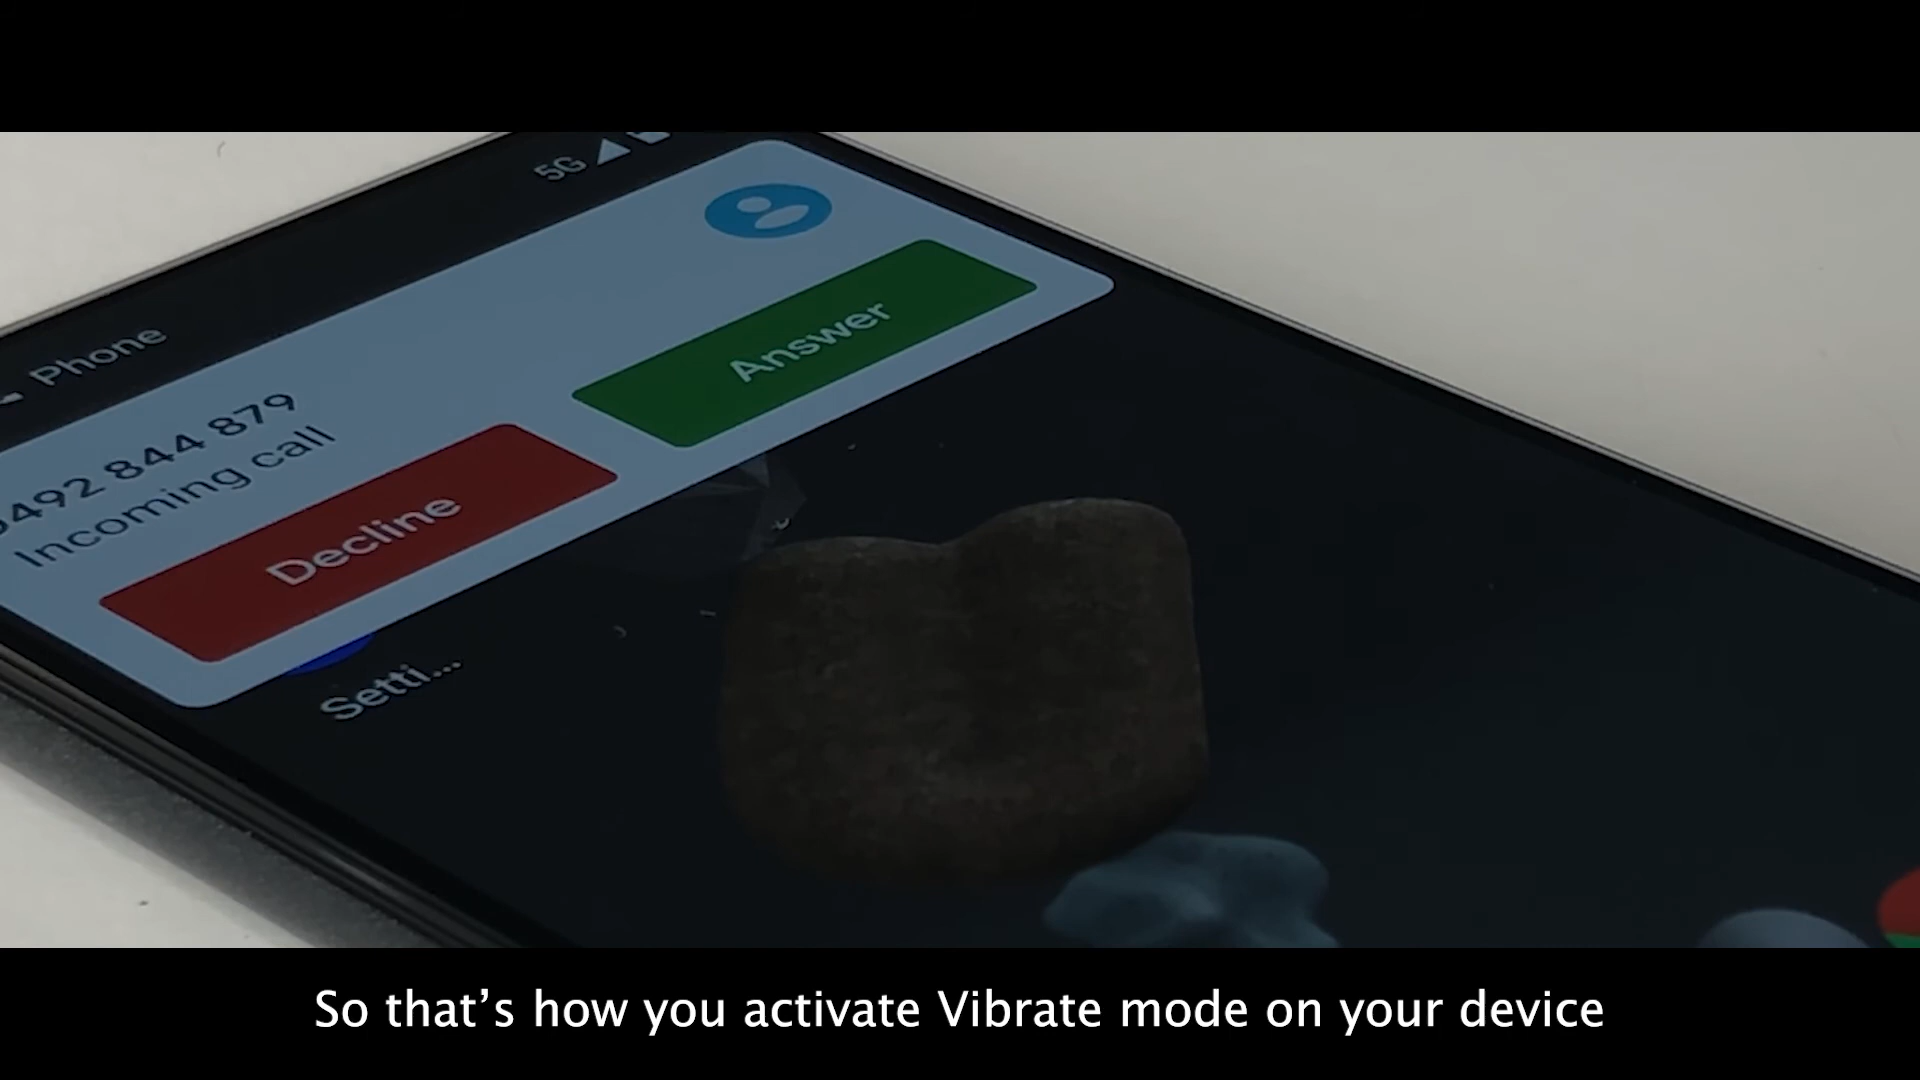 5G
Phone
492 844 879
Incoming call
Decline
Answer
Setti...
So that’s how you activate Vibrate mode on your device